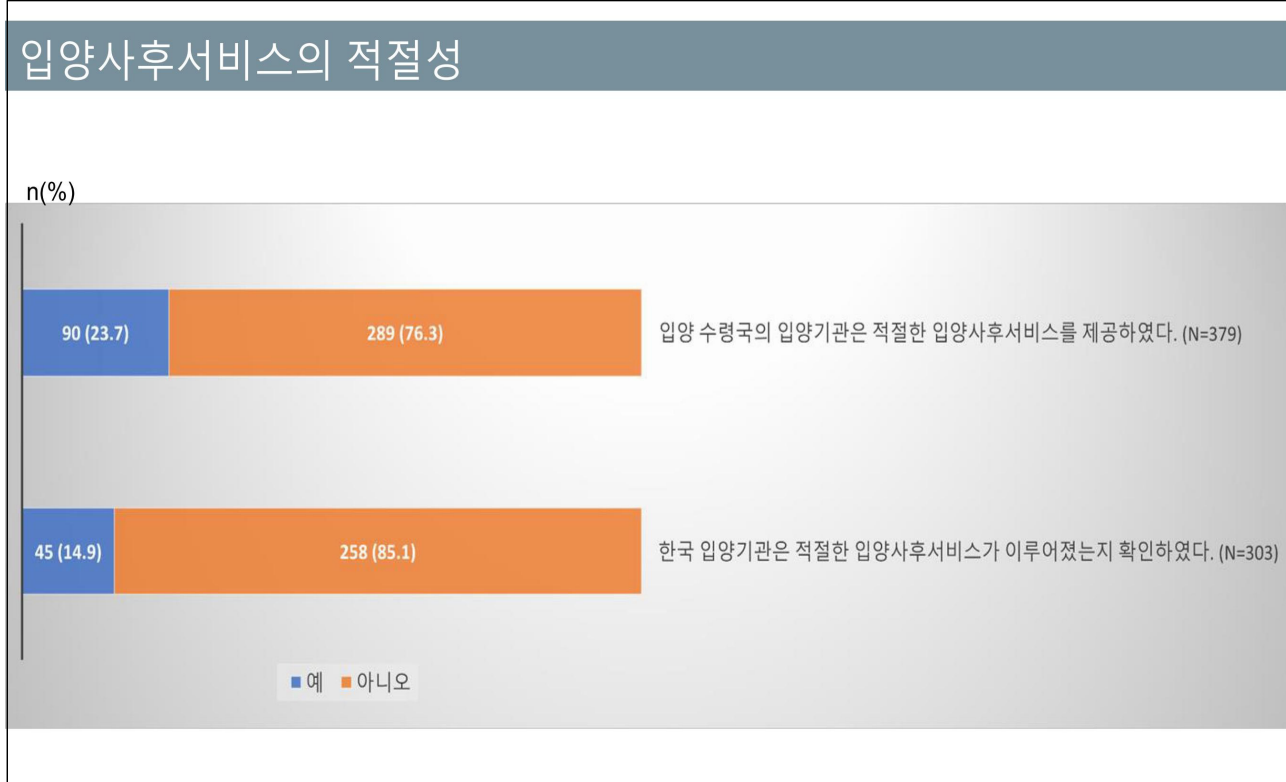 입양사후서비스의 적절성
n(%)
90 (23.7) 289 (76.3) 입양 수령국의 입양기관은 적절한 입양사후서비스를 제공하였다. (N=379)
45 (14.9) 258 (85.1) 한국 입양기관은 적절한 입양사후서비스가 이루어졌는지 확인하였다. (N=303)
예 아니오